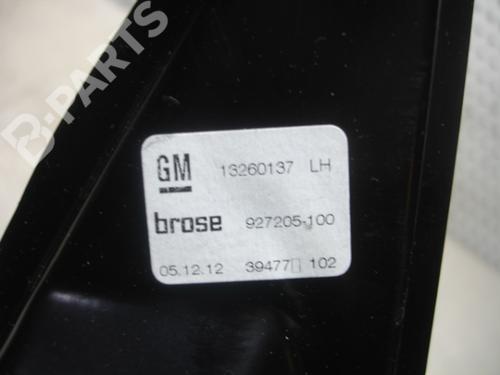 B-PARTS
GM 13260137 LH
brose 927205-100
05.12.12 39477▯ 102